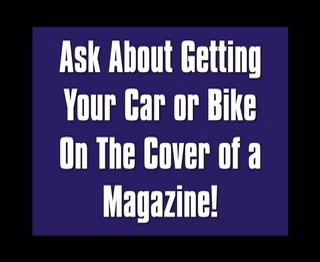 Ask About Getting
Your Car or Bike
On The Cover of a
Magazine!